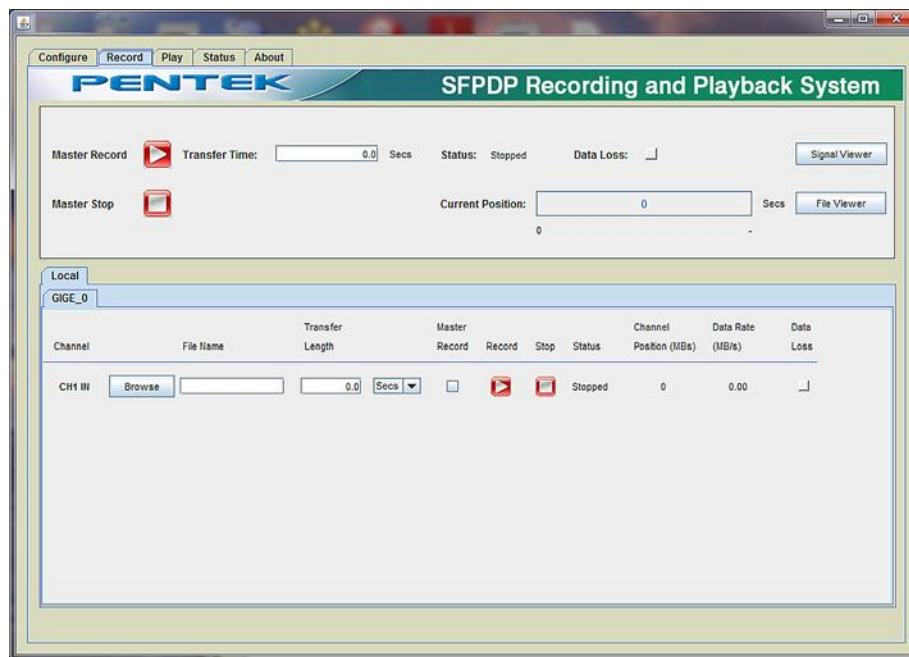 Configure Record Play Status About
PENTEK SFPDP Recording and Playback System
Master Record Transfer Time: 0.0 Secs Status: Stopped Data Loss: Signal Viewer
Master Stop Current Position: 0 Secs File Viewer
0 -
Local
GIGE_0
Transfer Master Channel Data Rate Data
Channel File Name Length Record Record Stop Status Position (MBs) (MB/s) Loss
CH1 IN Browse 0.0 Secs Stopped 0 0.00